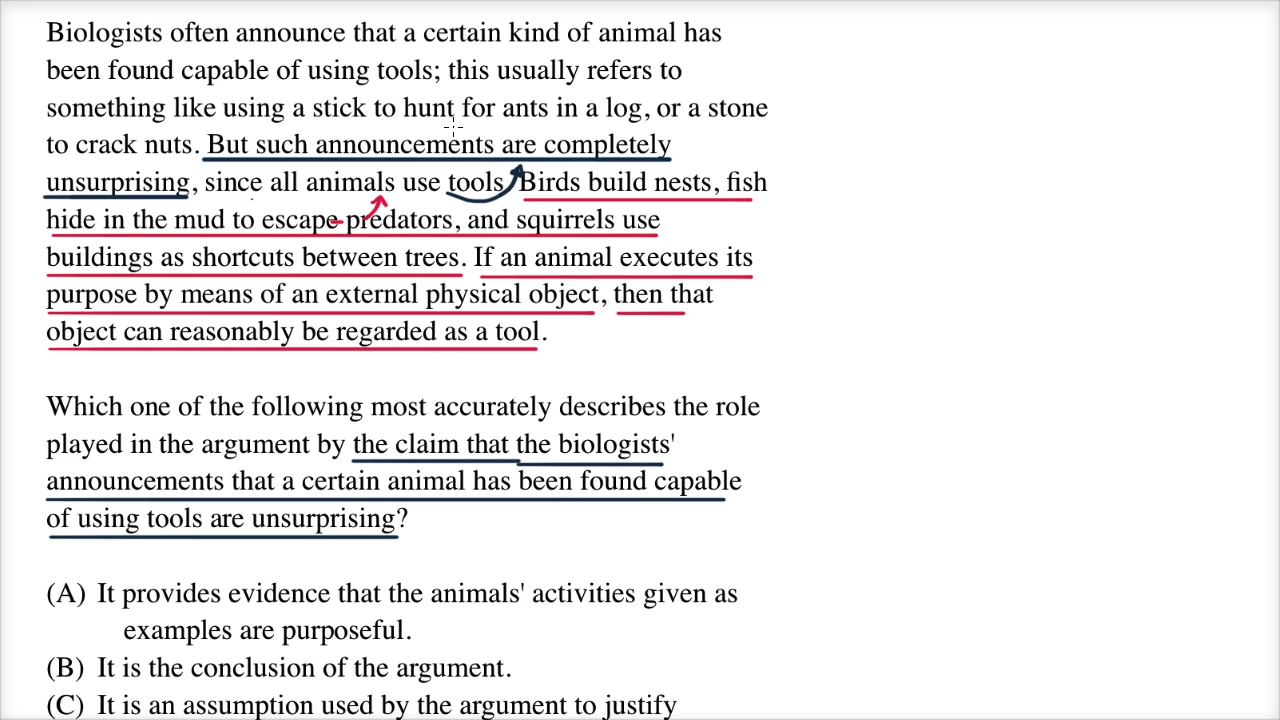 Biologists often announce that a certain kind of animal has
been found capable of using tools; this usually refers to
something like using a stick to hunt for ants in a log, or a stone
to crack nuts. But such announcements are completely
unsurprising, since all animals use tools. Birds build nests, fish
hide in the mud to escape predators, and squirrels use
buildings as shortcuts between trees. If an animal executes its
purpose by means of an external physical object, then that
object can reasonably be regarded as a tool.
Which one of the following most accurately describes the role
played in the argument by the claim that the biologists'
announcements that a certain animal has been found capable
of using tools are unsurprising?
(A) It provides evidence that the animals' activities given as
examples are purposeful.
(B) It is the conclusion of the argument.
(C) It is an assumption used by the argument to justify